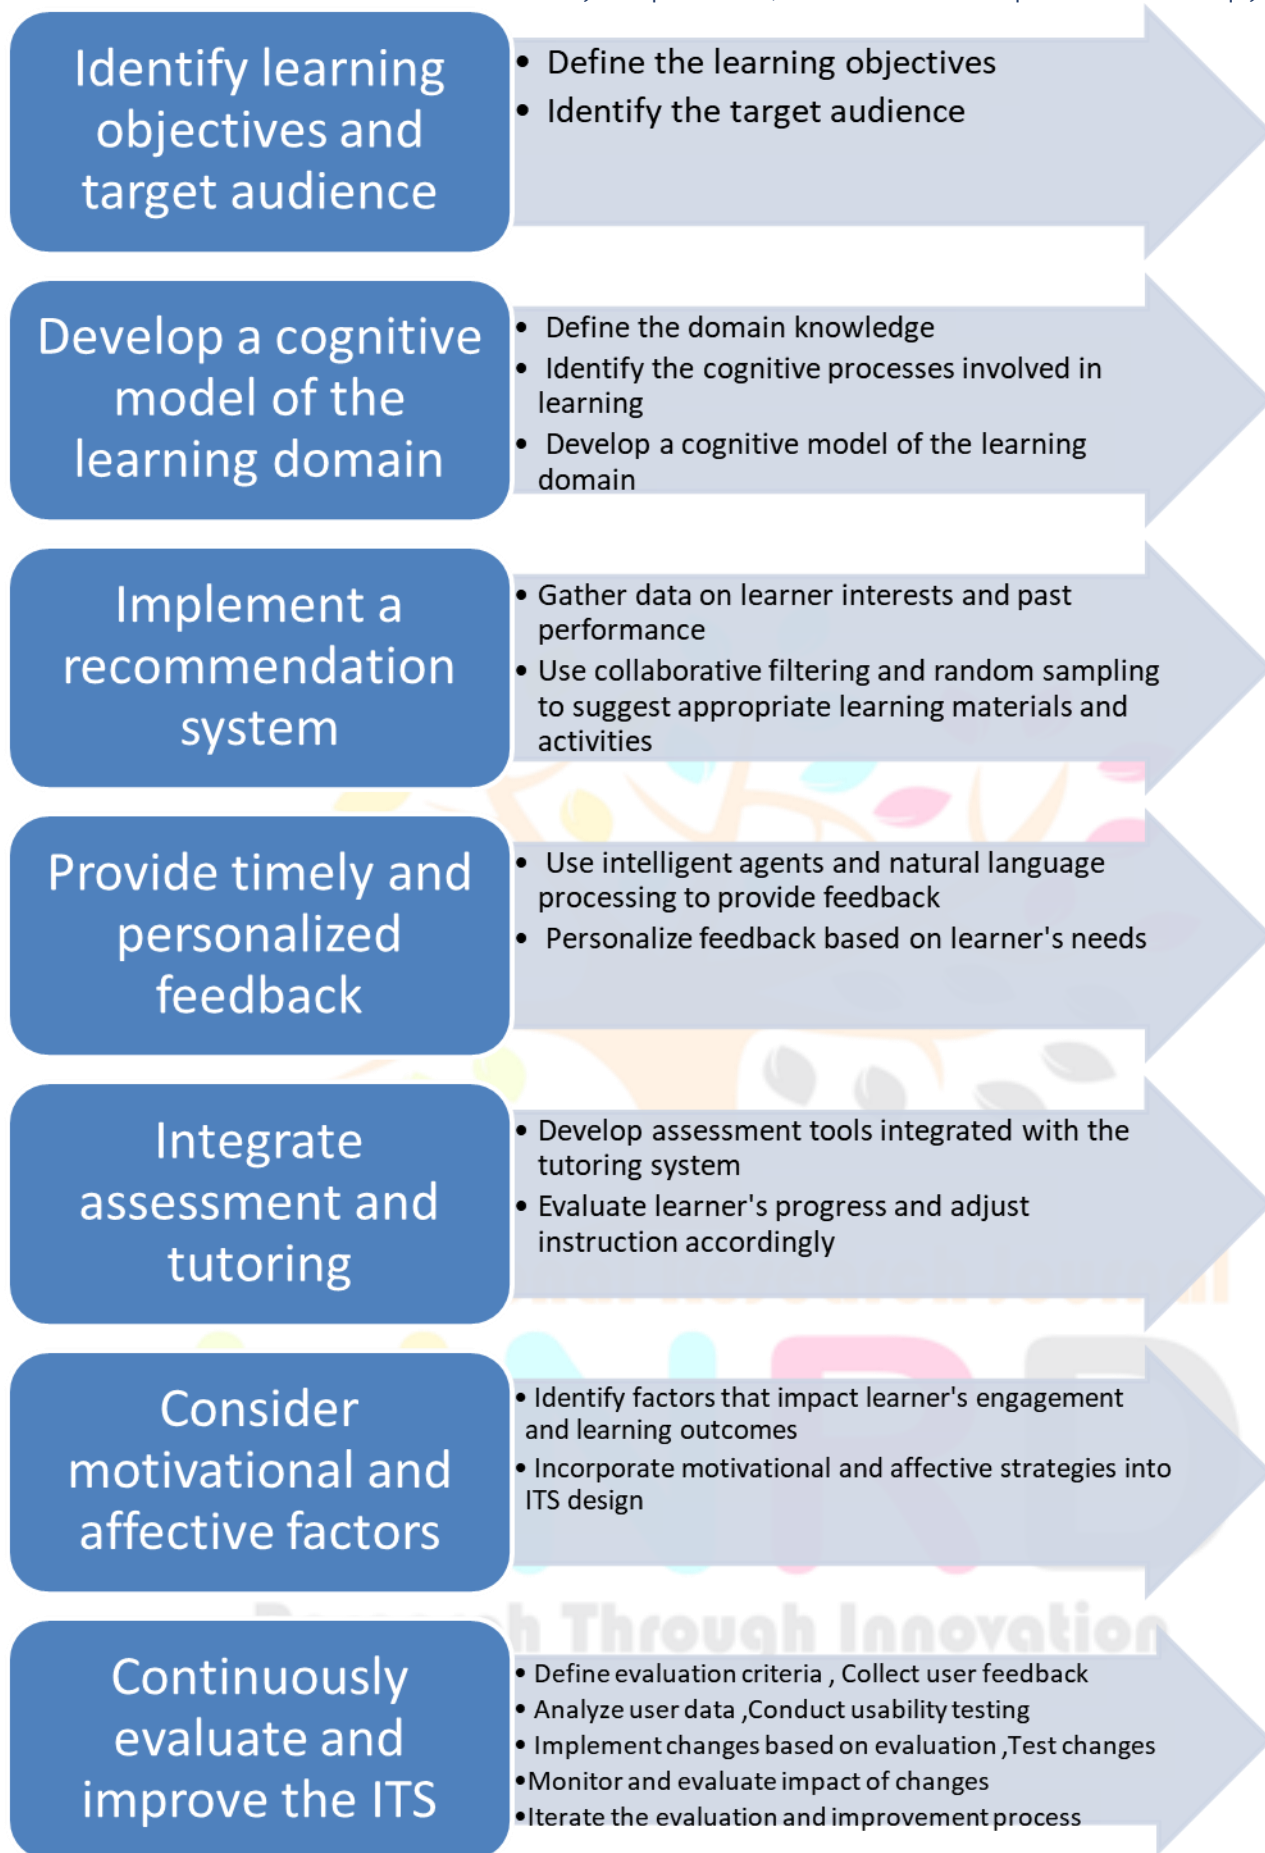 Identify learning
objectives and
target audience
• Define the learning objectives
• Identify the target audience
Develop a cognitive
model of the
learning domain
• Define the domain knowledge
• Identify the cognitive processes involved in
learning
• Develop a cognitive model of the learning
domain
Implement a
recommendation
system
• Gather data on learner interests and past
performance
• Use collaborative filtering and random sampling
to suggest appropriate learning materials and
activities
Provide timely and
personalized
feedback
• Use intelligent agents and natural language
processing to provide feedback
• Personalize feedback based on learner's needs
Integrate
assessment and
tutoring
• Develop assessment tools integrated with the
tutoring system
• Evaluate learner's progress and adjust
instruction accordingly
Research Journal
Consider
motivational and
affective factors
• Identify factors that impact learner's engagement
and learning outcomes
• Incorporate motivational and affective strategies into
ITS design
NRD
Through Innovation
Continuously
evaluate and
improve the ITS
• Define evaluation criteria , Collect user feedback
• Analyze user data ,Conduct usability testing
• Implement changes based on evaluation ,Test changes
•Monitor and evaluate impact of changes
•Iterate the evaluation and improvement process